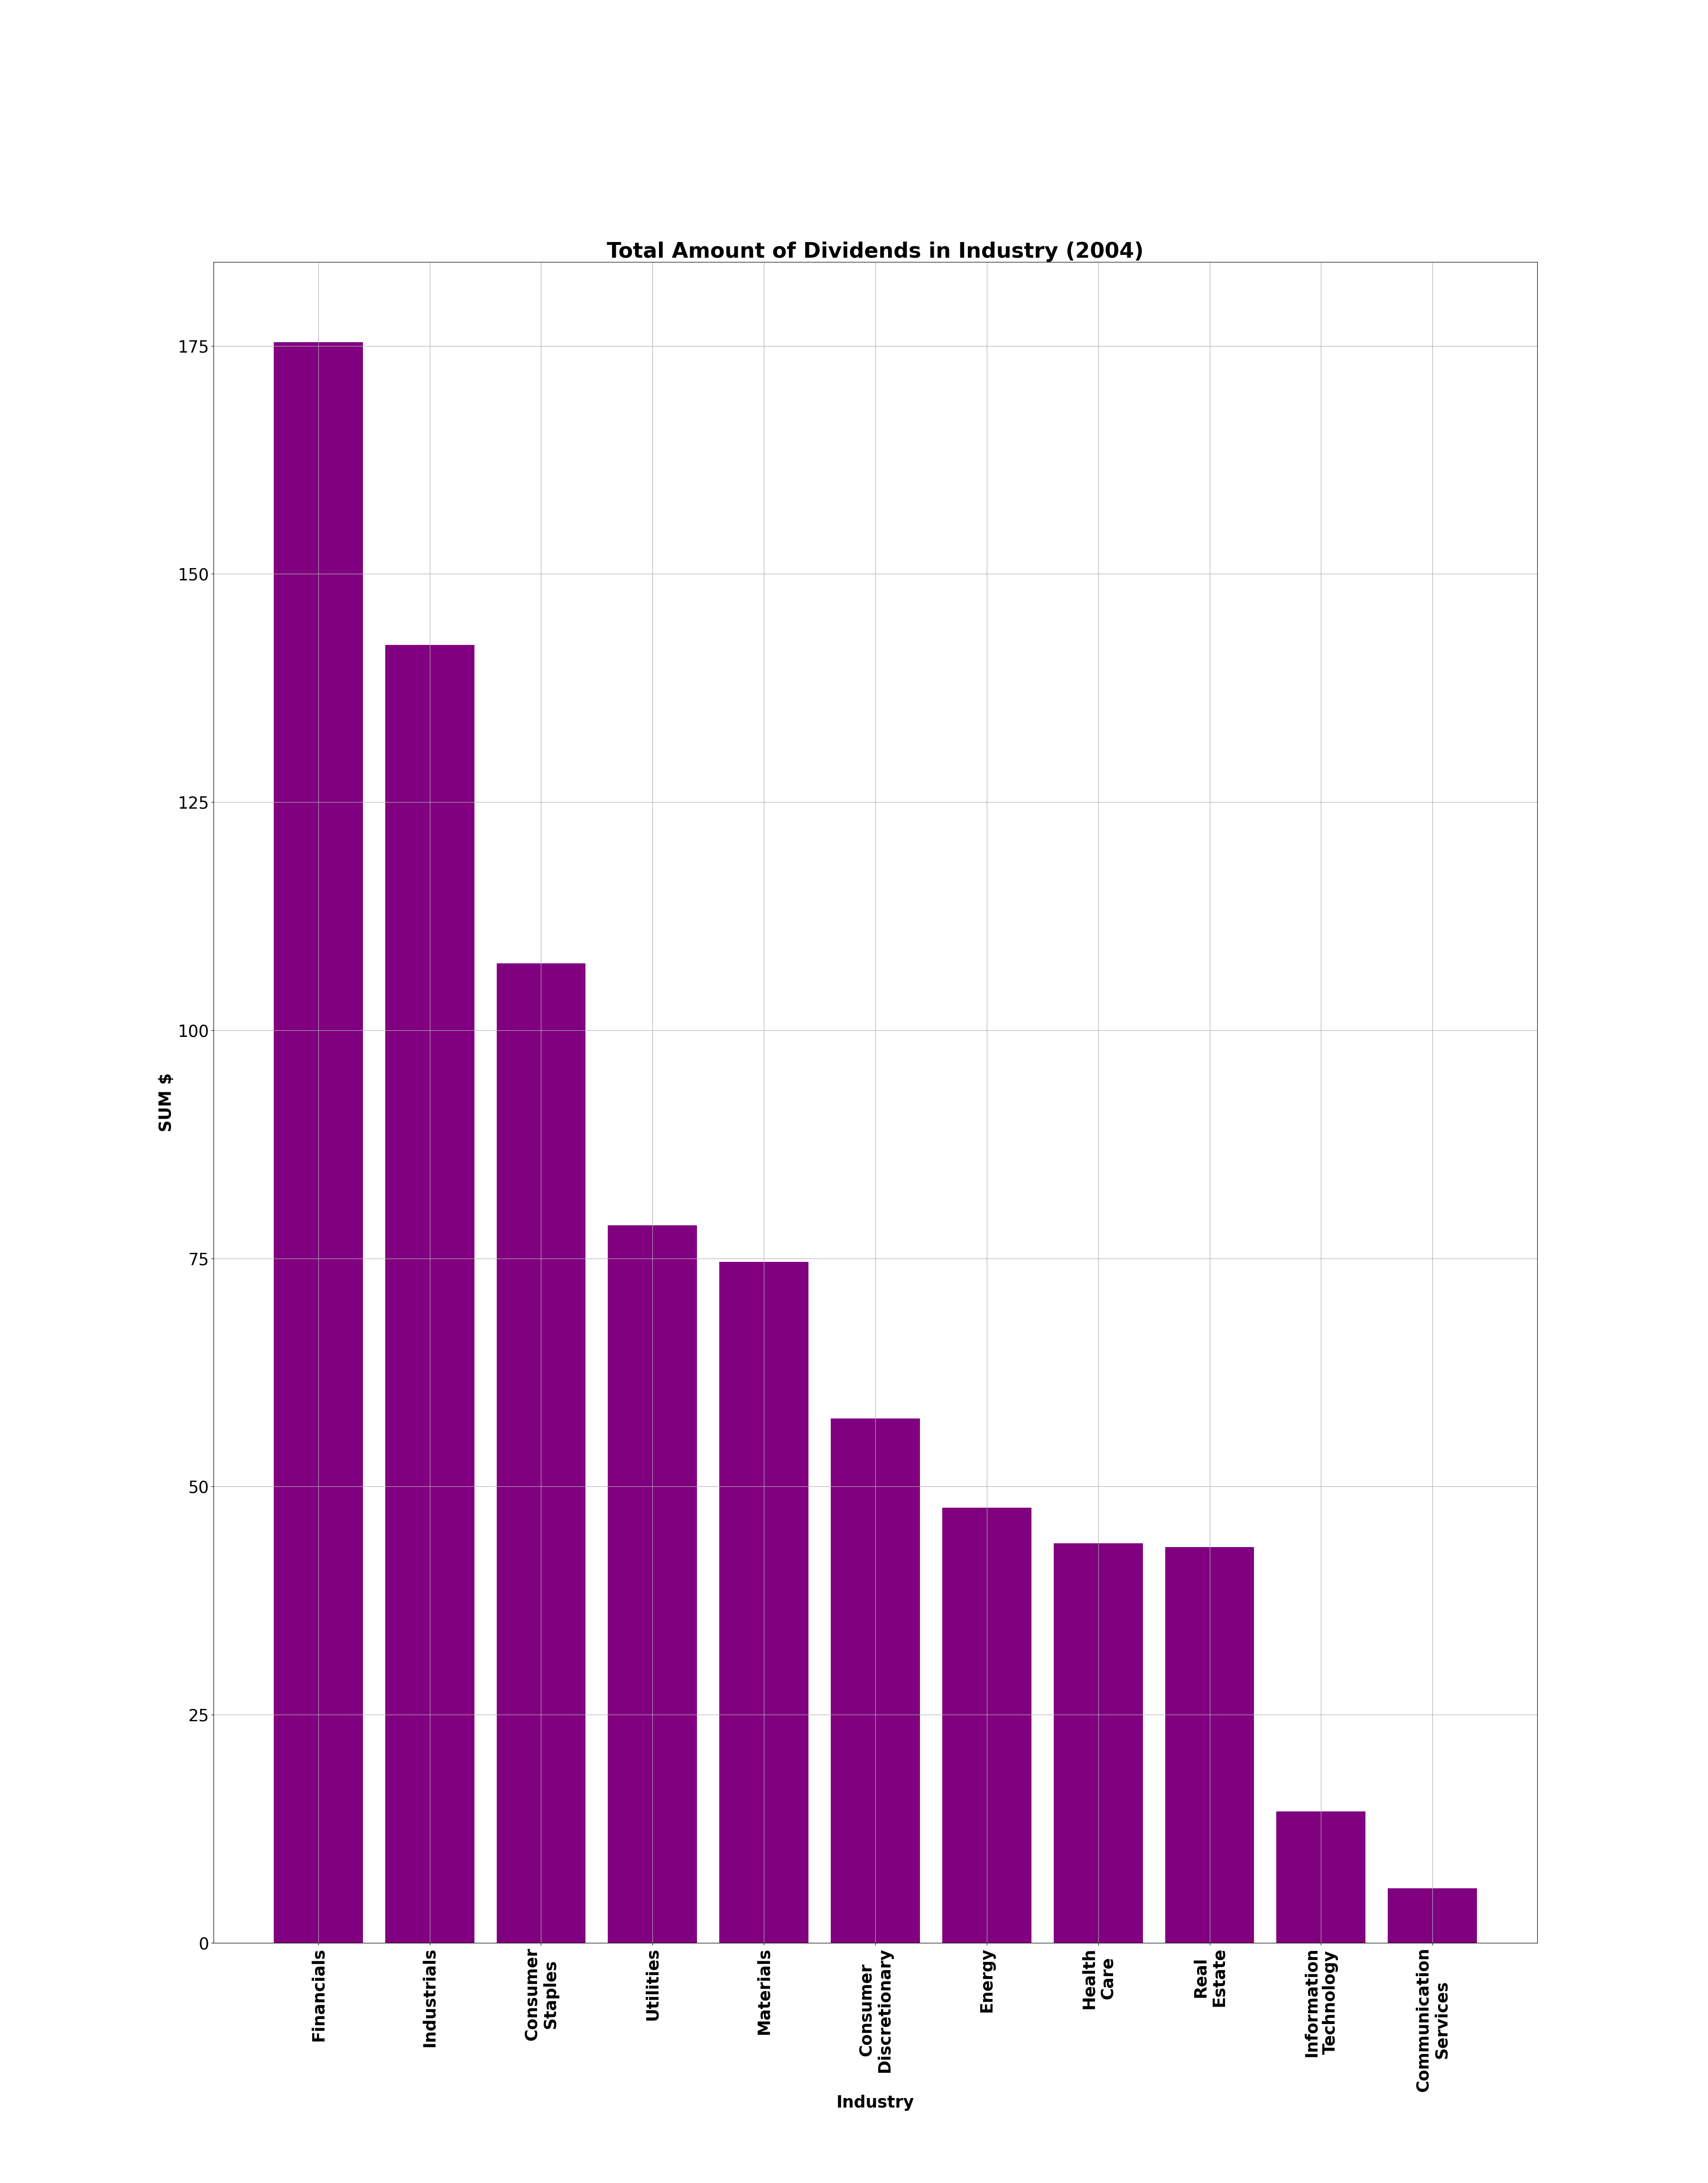 Total Amount of Dividends in Industry (2004)
175
150
125
100
75
50
25
0
SUM $
Financials
Industrials
Consumer
Staples
Utilities
Materials
Consumer
Discretionary
Energy
Health
Care
Real
Estate
Information
Technology
Communication
Services
Industry